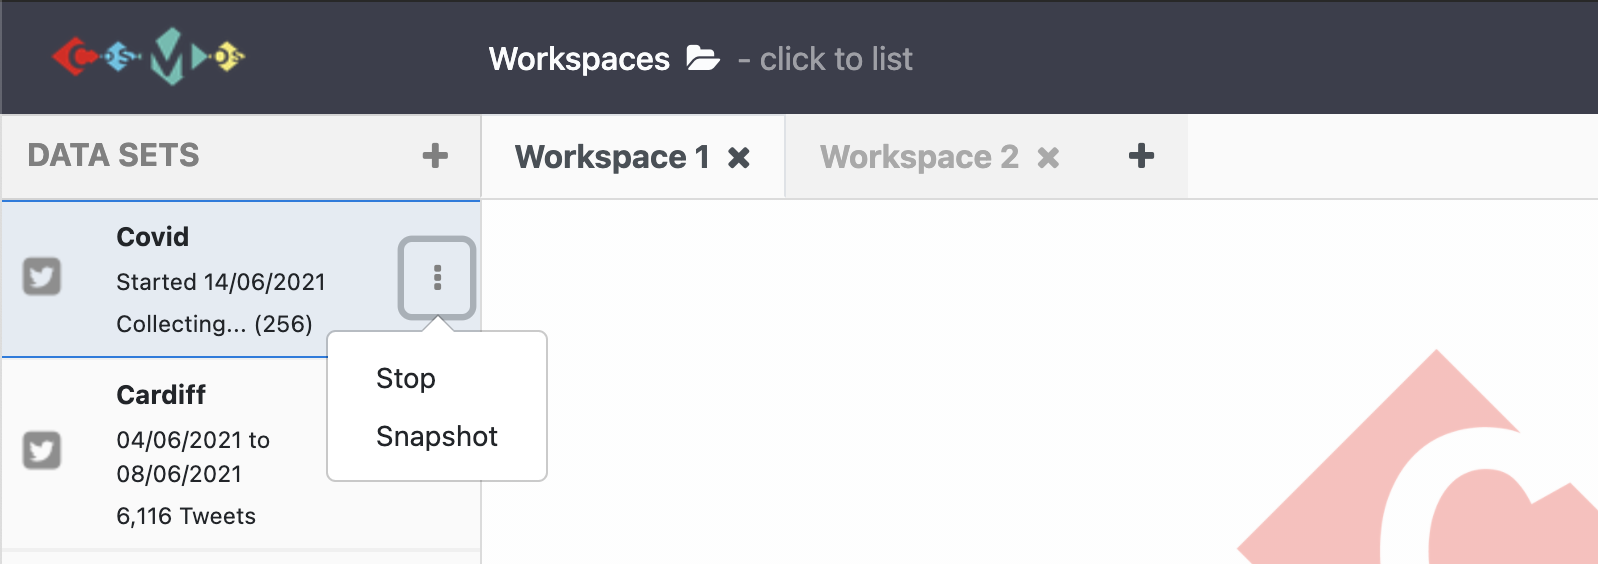 Workspaces - click to list
DATA SETS
Workspace 1
Workspace 2
Covid
Started 14/06/2021
Collecting... (256)
Stop
Snapshot
Cardiff
04/06/2021 to
08/06/2021
6,116 Tweets